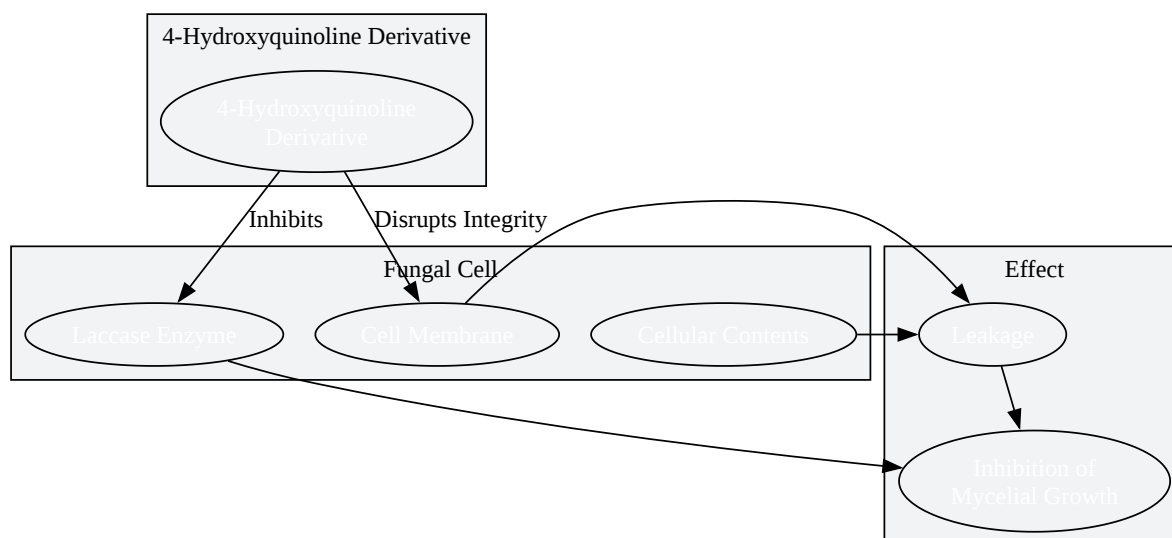 4-Hydroxyquinoline Derivative
4-Hydroxyquinoline
Derivative
Inhibits
Disrupts Integrity
Fungal Cell
Effect
Laccase Enzyme
Cell Membrane
Cellular Contents
Leakage
Inhibition of
Mycelial Growth